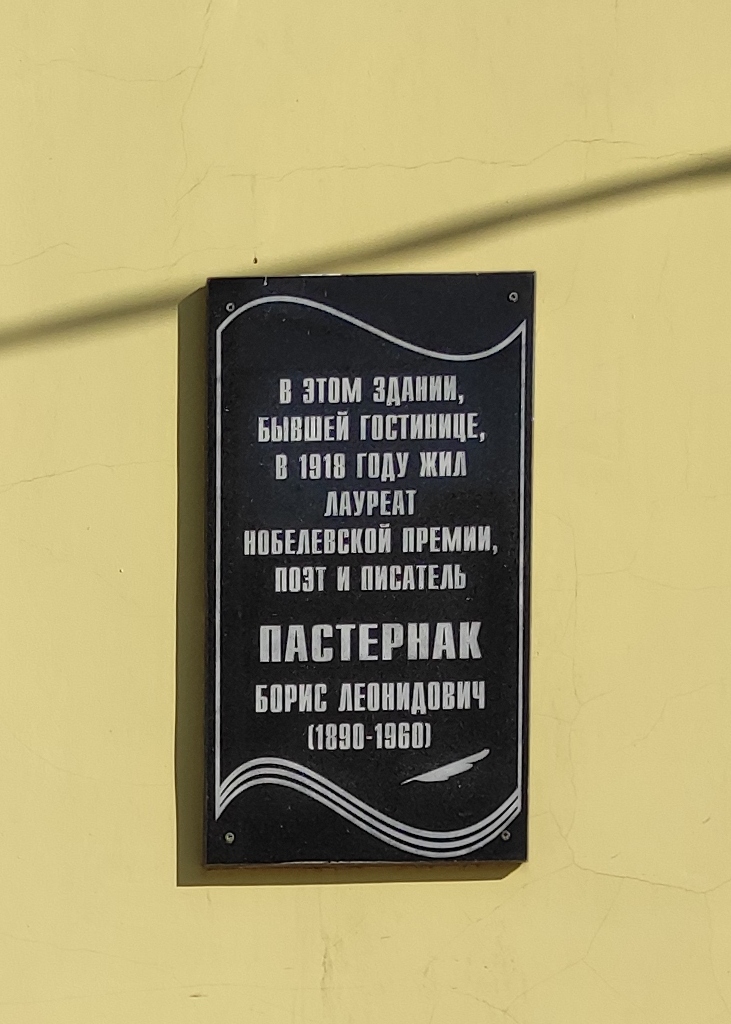 В ЭТОМ ЗДАНИИ,
БЫВШЕЙ ГОСТИНИЦЕ,
В 1918 ГОДУ ЖИЛ
ЛАУРЕАТ
НОБЕЛЕВСКОЙ ПРЕМИИ,
ПОЭТ И ПИСАТЕЛЬ
ПАСТЕРНАК
БОРИС ЛЕОНИДОВИЧ
(1890-1960)